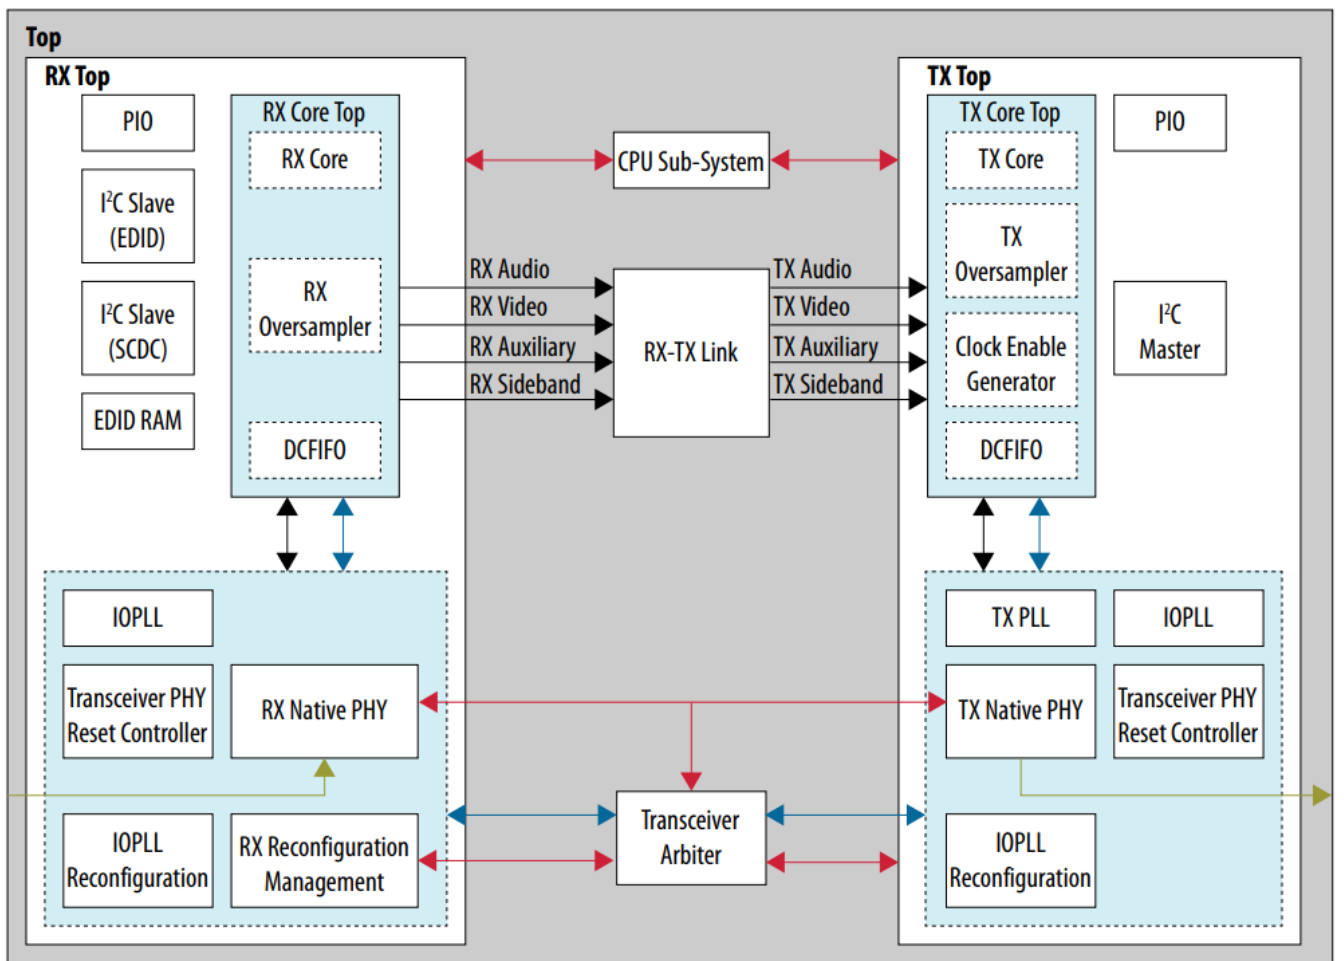 Top
RX Top
PIO
I²C Slave
(EDID)
I²C Slave
(SCDC)
EDID RAM
RX Core Top
RX Core
RX
Oversampler
DCFIFO
IOPLL
Transceiver PHY
Reset Controller
RX Native PHY
IOPLL
Reconfiguration
RX Reconfiguration
Management
CPU Sub-System
RX Audio
RX Video
RX Auxiliary
RX Sideband
RX-TX Link
TX Audio
TX Video
TX Auxiliary
TX Sideband
Transceiver
Arbiter
TX Top
TX Core Top
TX Core
TX
Oversampler
Clock Enable
Generator
DCFIFO
PIO
I²C
Master
TX PLL
IOPLL
TX Native PHY
Transceiver PHY
Reset Controller
IOPLL
Reconfiguration